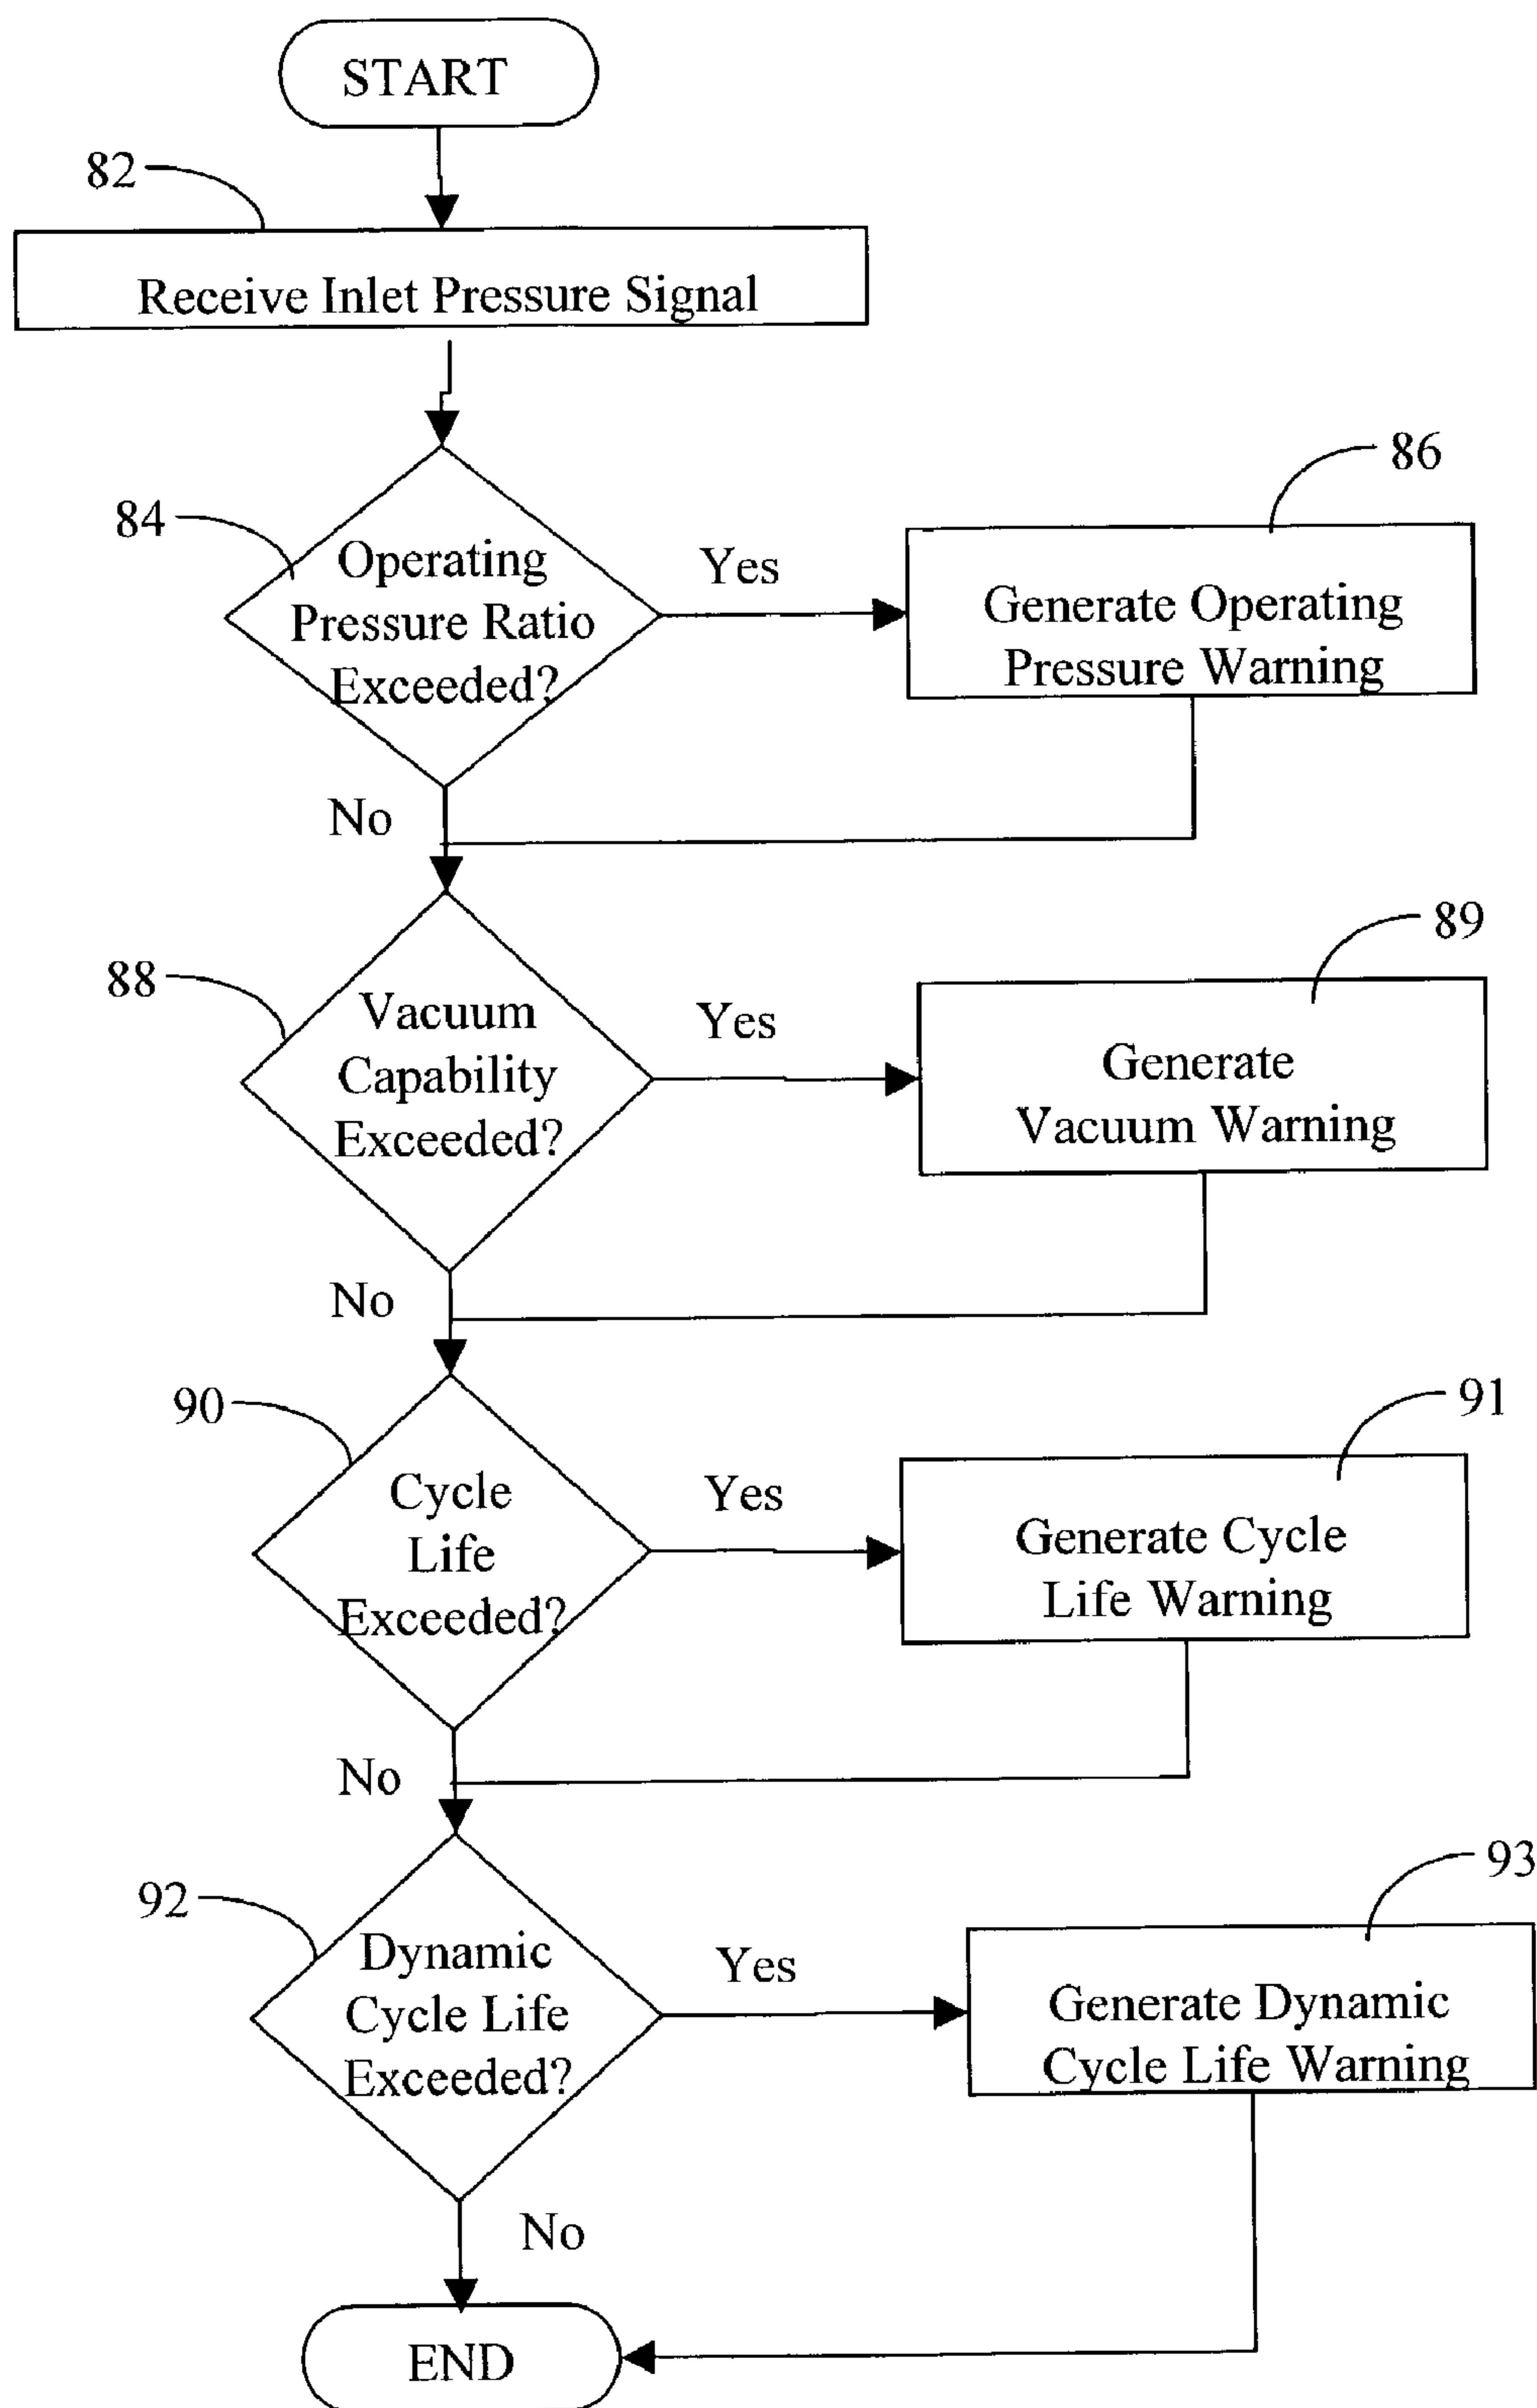 START
82
Receive Inlet Pressure Signal
84
Operating
Pressure Ratio
Exceeded?
Yes
86
Generate Operating
Pressure Warning
No
88
Vacuum
Capability
Exceeded?
Yes
89
Generate
Vacuum Warning
No
90
Cycle
Life
Exceeded?
Yes
91
Generate Cycle
Life Warning
No
92
Dynamic
Cycle Life
Exceeded?
Yes
93
Generate Dynamic
Cycle Life Warning
No
END